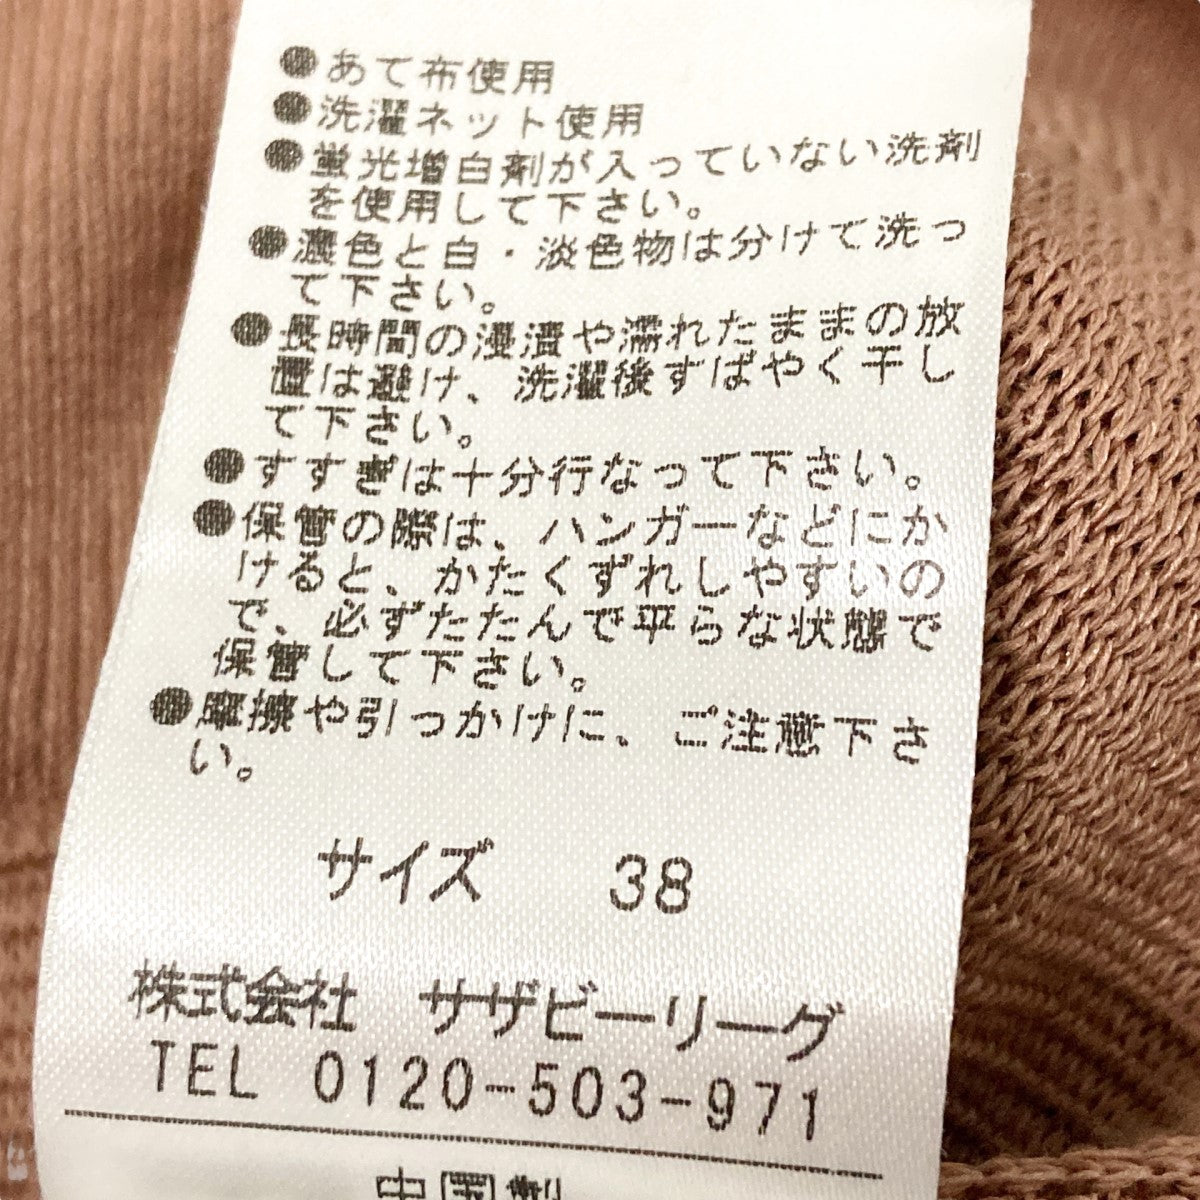 ●あて布使用
●洗濯ネット使用
●蛍光増白剤が入っていない洗剤
を使用して下さい。
●濃色と白・淡色物は分けて洗っ
て下さい。
●長時間の浸漬や濡れたままの放
置は避け、洗濯後すばやく干し
て下さい。
●すすぎは十分行なって下さい。
●保管の際は、ハンガーなどにか
けると、かたくずれしやすいの
で、必ずたたんで平らな状態で
保管して下さい。
●摩擦や引っかけに、ご注意下さ
い。
サイズ 38
株式会社 サザビーリーグ
TEL 0120-503-971
中国製